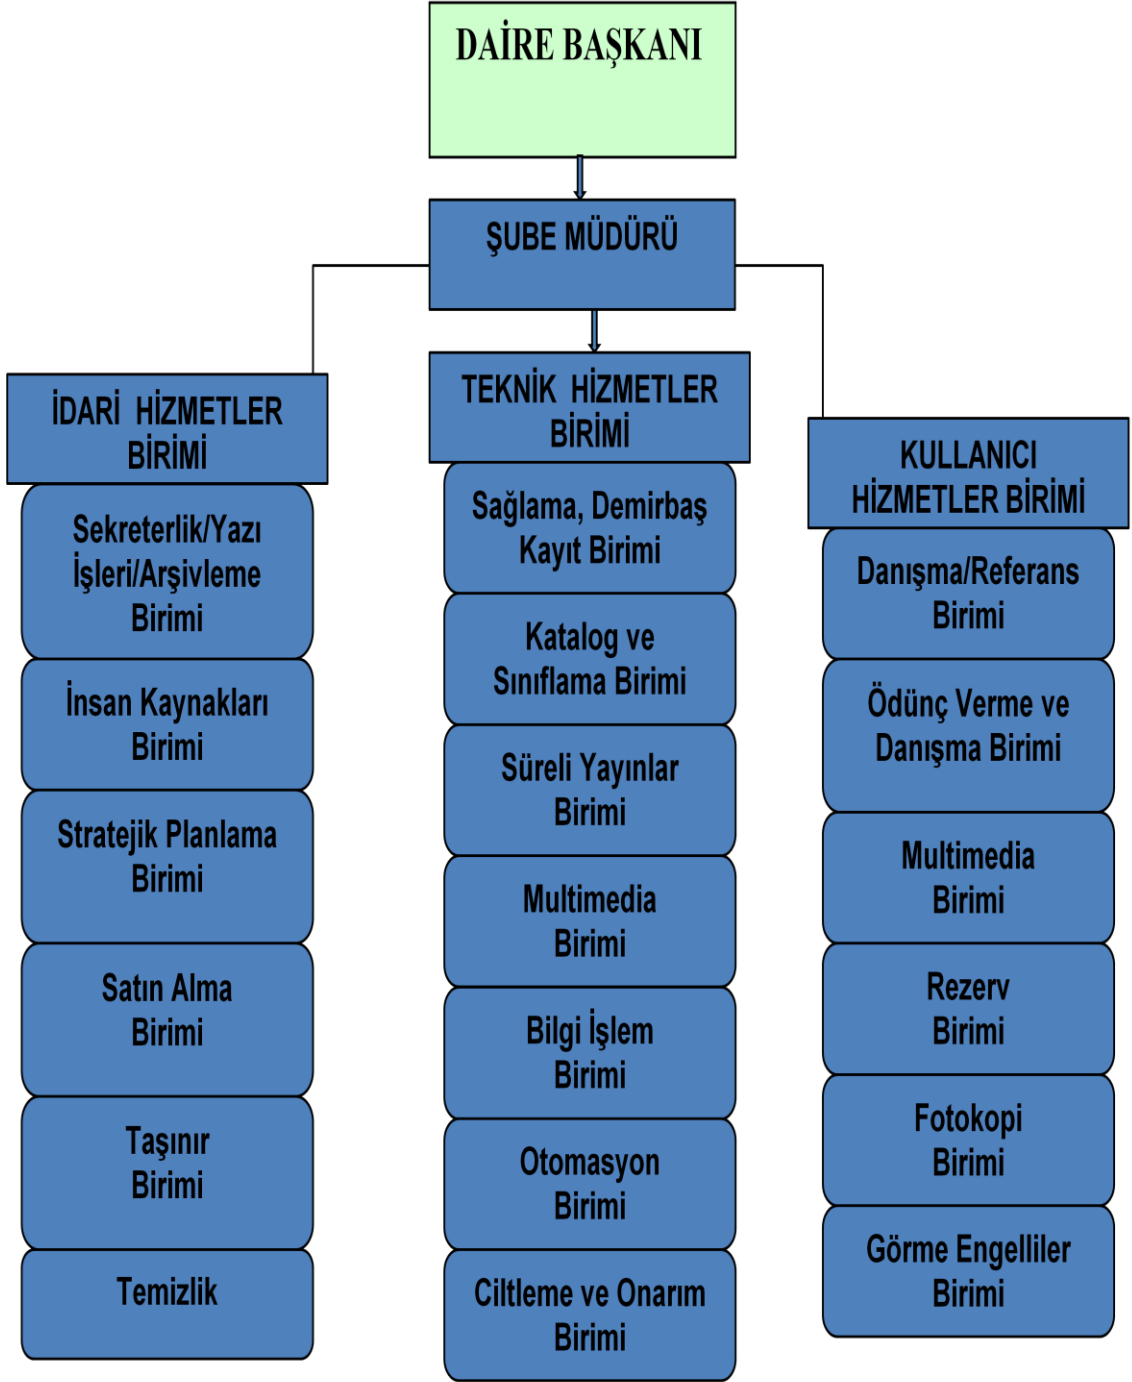 DAİRE BAŞKANI
ŞUBE MÜDÜRÜ
İDARİ HİZMETLER
BİRİMİ
Sekreterlik/Yazı
İşleri/Arşivleme
Birimi
İnsan Kaynakları
Birimi
Stratejik Planlama
Birimi
Satın Alma
Birimi
Taşınır
Birimi
Temizlik
TEKNİK HİZMETLER
BİRİMİ
Sağlama, Demirbaş
Kayıt Birimi
Katalog ve
Sınıflama Birimi
Süreli Yayınlar
Birimi
Multimedia
Birimi
Bilgi İşlem
Birimi
Otomasyon
Birimi
Ciltleme ve Onarım
Birimi
KULLANICI
HİZMETLER BİRİMİ
Danışma/Referans
Birimi
Ödünç Verme ve
Danışma Birimi
Multimedia
Birimi
Rezerv
Birimi
Fotokopi
Birimi
Görme Engelliler
Birimi